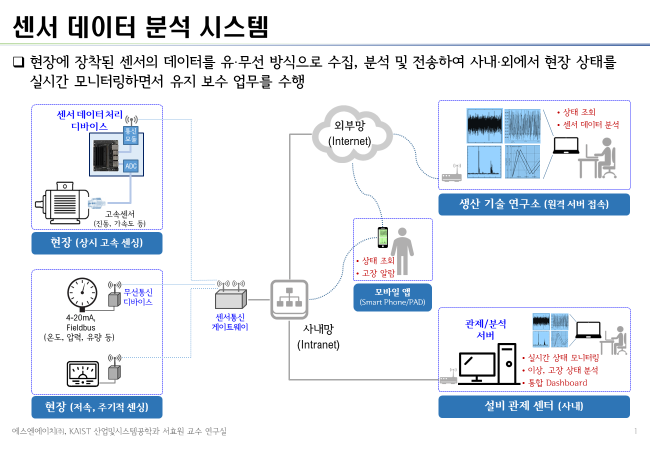 센서 데이터 분석 시스템
현장에 장착된 센서의 데이터를 유·무선 방식으로 수집, 분석 및 전송하여 사내·외에서 현장 상태를
실시간 모니터링하면서 유지 보수 업무를 수행
센서 데이터 처리
디바이스
통신
모듈
ADC
고속센서
(진동, 가속도 등)
현장 (상시 고속 센싱)
무선통신
디바이스
4-20mA,
Fieldbus
(온도, 압력, 유량 등)
현장 (저속, 주기적 센싱)
센서통신
게이트웨이
외부망
(Internet)
• 상태 조회
• 고장 알람
모바일 앱
(Smart Phone/PAD)
사내망
(Intranet)
• 상태 조회
• 센서 데이터 분석
생산 기술 연구소 (원격 서버 접속)
관제/분석
서버
• 실시간 상태 모니터링
• 이상, 고장 상태 분석
• 통합 Dashboard
설비 관제 센터 (사내)
에스엔에이치㈜, KAIST 산업및시스템공학과 서효원 교수 연구실
1